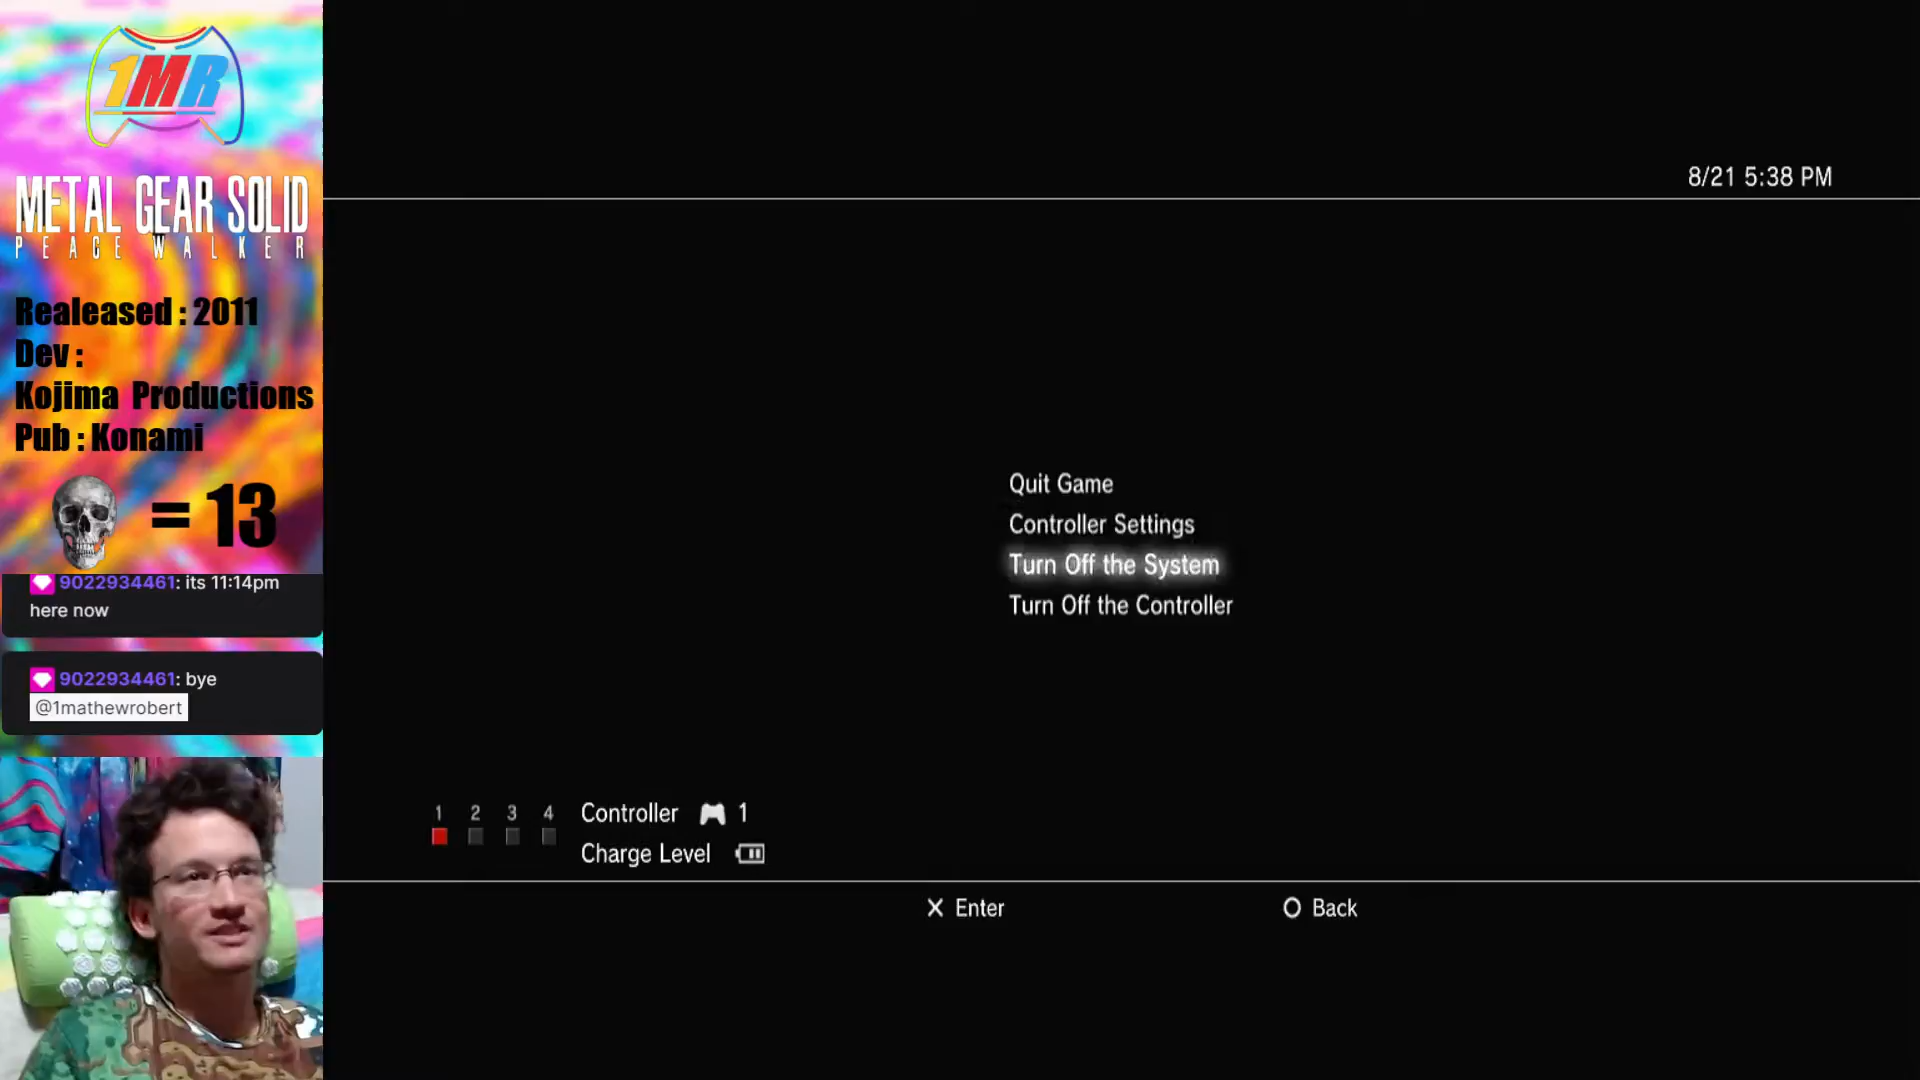 1MR
METAL GEAR SOLID
PEACE WALKER
Realeased : 2011
Dev :
Kojima Productions
Pub : Konami
= 13
9022934461: its 11:14pm
here now
9022934461: bye
@1mathewrobert
8/21 5:38 PM
Quit Game
Controller Settings
Turn Off the System
Turn Off the Controller
1 2 3 4 Controller 1
Charge Level
X Enter O Back